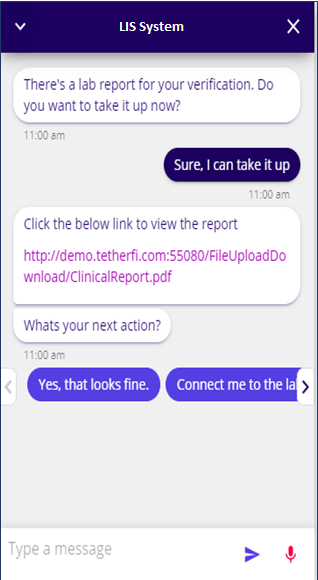 LIS System
There's a lab report for your verification. Do
you want to take it up now?
11:00 am
Sure, I can take it up
11:00 am
Click the below link to view the report
http://demo.tetherfi.com:55080/FileUploadDo
wnload/ClinicalReport.pdf
Whats your next action?
11:00 am
Yes, that looks fine.
Connect me to the
Type a message